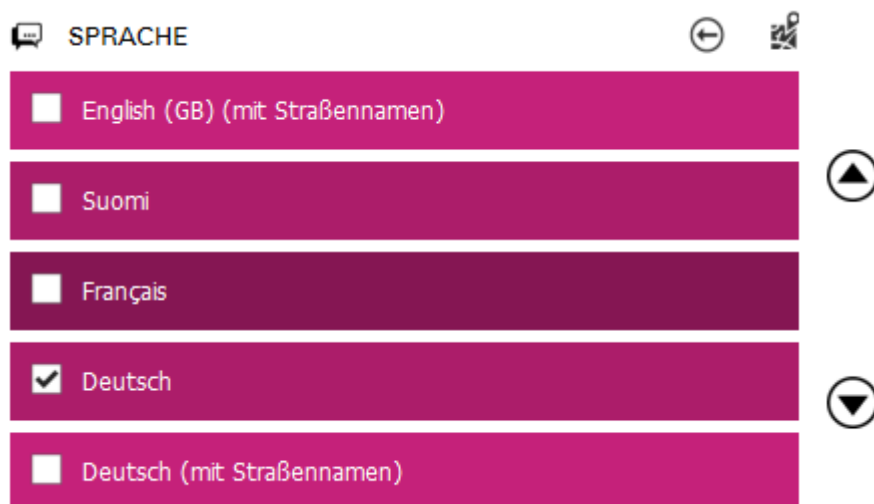 SPRACHE
English (GB) (mit Straßennamen)
Suomi
Français
Deutsch
Deutsch (mit Straßennamen)